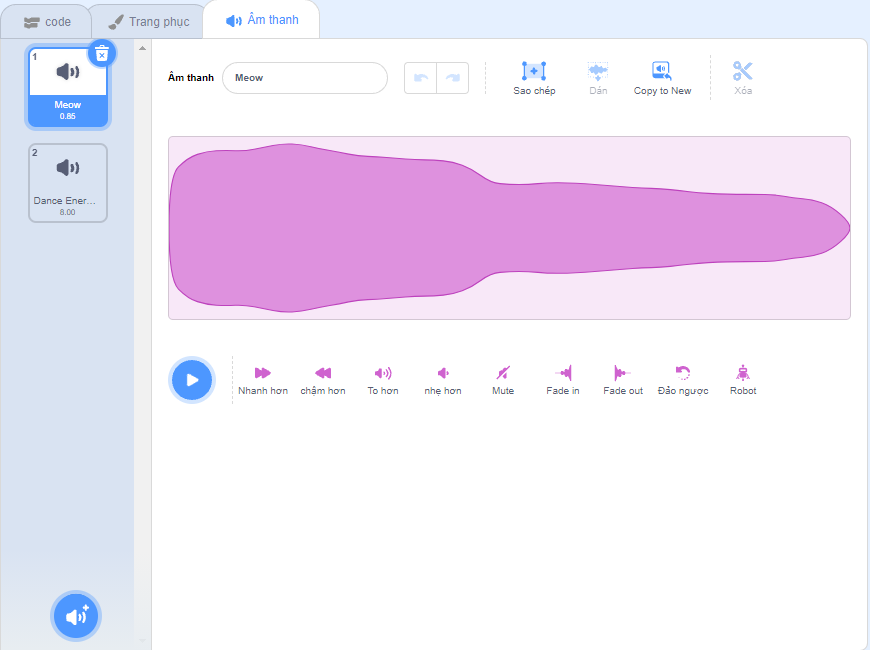 code
Trang phục
Âm thanh
1
Meow
0.85
2
Dance Ener...
8.00
Âm thanh
Meow
Sao chép
Dán
Copy to New
Xóa
Nhanh hơn
chậm hơn
To hơn
nhẹ hơn
Mute
Fade in
Fade out
Đảo ngược
Robot